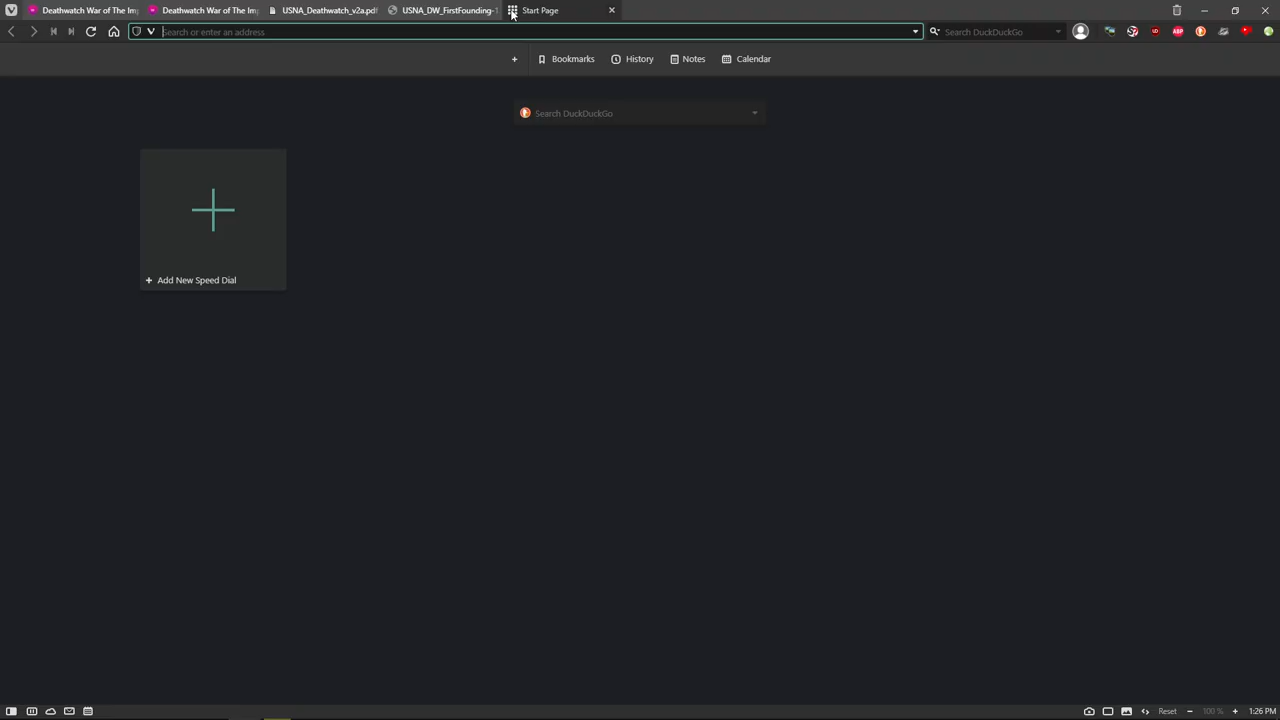 Deathwatch War of The Im
Deathwatch War of The Im
USNA_Deathwatch_v2a.pdf
USNA_DW_FirstFounding-1
Start Page
Search or enter an address
Search DuckDuckGo
Bookmarks
History
Notes
Calendar
Search DuckDuckGo
Add New Speed Dial
Reset
100 %
1:26 PM